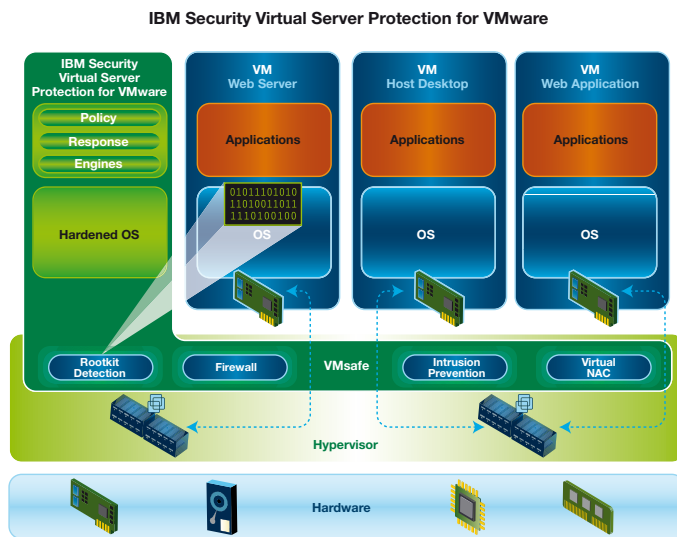 IBM Security Virtual Server Protection for VMware
IBM Security
Virtual Server
Protection for VMware
Policy
Response
Engines
Hardened OS
VM
Web Server
Applications
01011101010
11010011011
1110100100
OS
VM
Host Desktop
Applications
OS
VM
Web Application
Applications
OS
Rootkit
Detection
Firewall
VMsafe
Intrusion
Prevention
Virtual
NAC
Hypervisor
Hardware